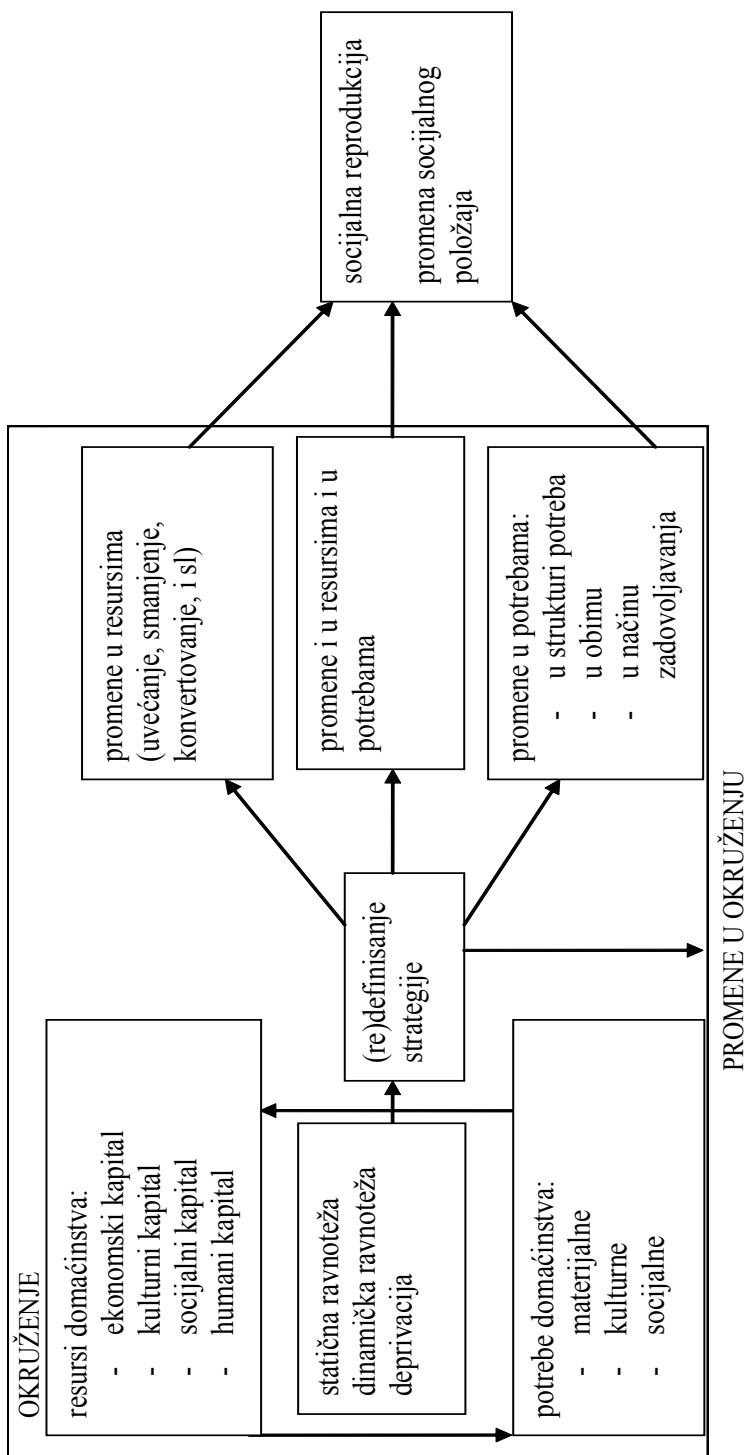 OKRUŽENJE
resursi domaćinstva:
- ekonomski kapital
- kulturni kapital
- socijalni kapital
- humani kapital
statična ravnoteža
dinamička ravnoteža
deprivacija
potrebe domaćinstva:
- materijalne
- kulturne
- socijalne
(re)definisanje
strategije
promene u resursima
(uvećanje, smanjenje,
konvertovanje, i sl)
promene i u resursima i u
potrebama
promene u potrebama:
- u strukturi potreba
- u obimu
- u načinu
zadovoljavanja
socijalna reprodukcija
promena socijalnog
položaja
PROMENE U OKRUŽENJU